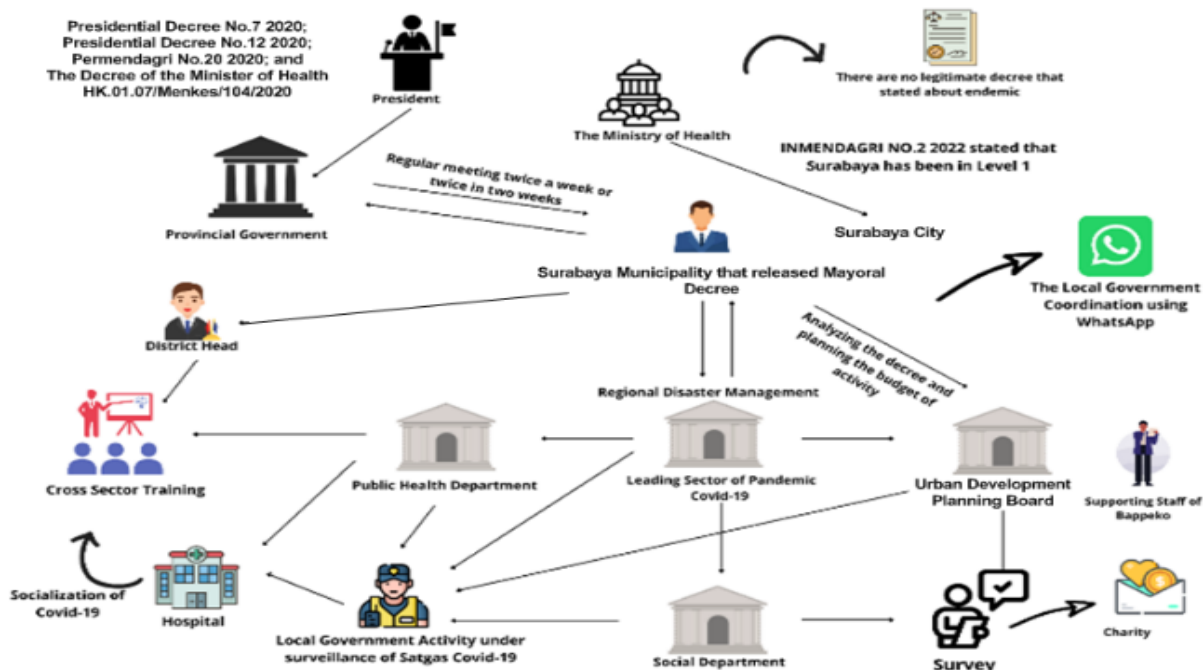 Presidential Decree No.7 2020;
Presidential Decree No.12 2020;
Permendagri No.20 2020; and
The Decree of the Minister of Health
HK.01.07/Menkes/104/2020
President
There are no legitimate decree that
stated about endemic
The Ministry of Health
INMENDAGRI NO.2 2022 stated that
Surabaya has been in Level 1
Regular meeting twice a week or
twice in two weeks
Provincial Government
Surabaya City
Surabaya Municipality that released Mayoral
Decree
The Local Government
Coordination using
WhatsApp
District Head
Analyzing the decree and
planning the budget of
activity
Regional Disaster Management
Cross Sector Training
Public Health Department
Leading Sector of Pandemic
Covid-19
Urban Development
Planning Board
Supporting Staff of
Bappeko
Socialization of
Covid-19
Hospital
Local Government Activity under
surveillance of Satgas Covid-19
Social Department
Survey
Charity